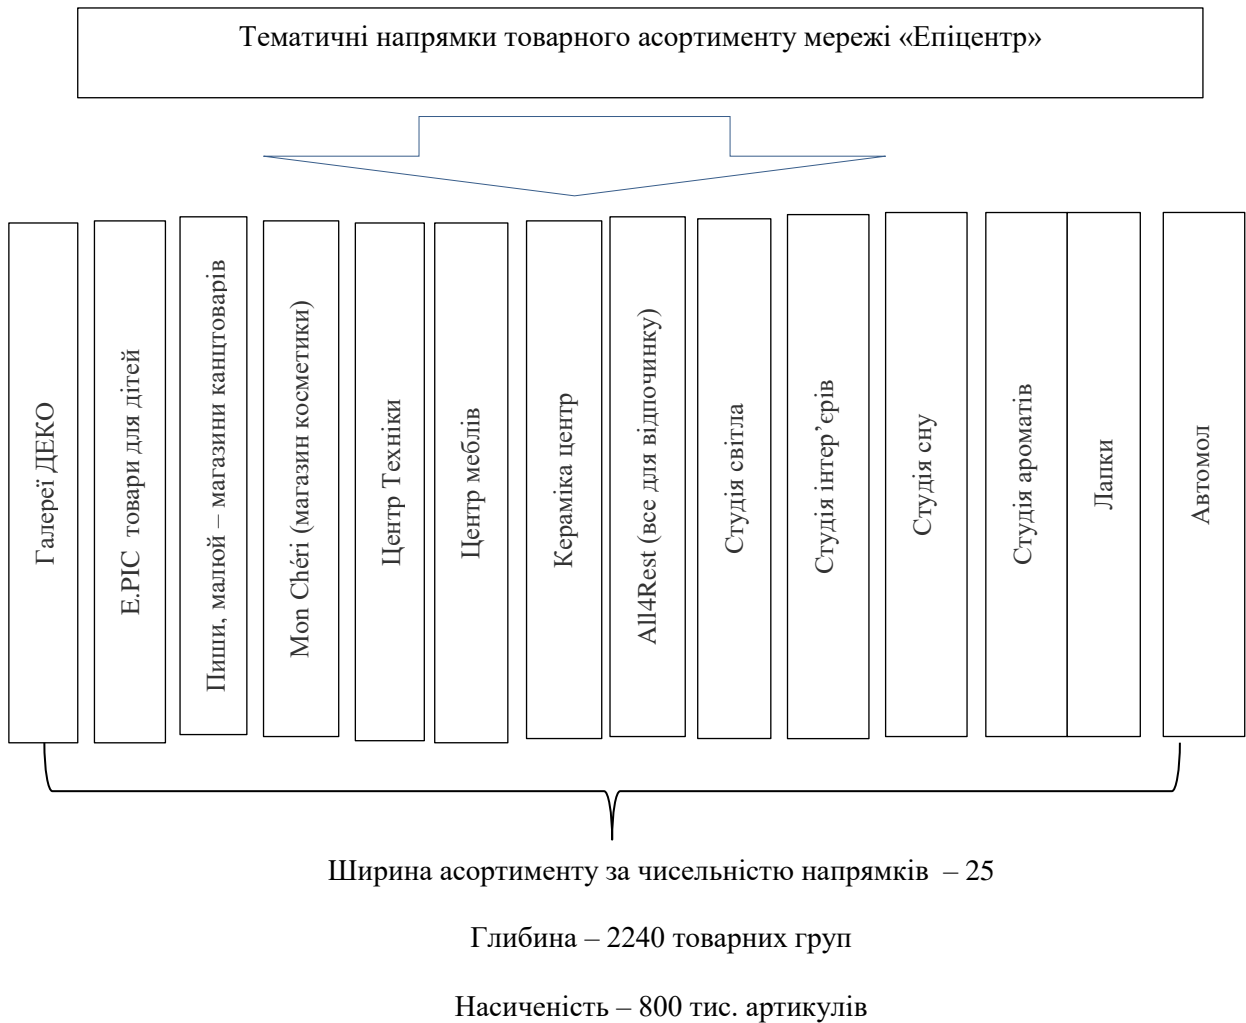 Тематичні напрямки товарного асортименту мережі «Епіцентр»
Галереї ДЕКО
E.PIC товари для дітей
Пиши, малюй – магазини канцтоварів
Mon Chéri (магазин косметики)
Центр Техніки
Центр меблів
Кераміка центр
All4Rest (все для відпочинку)
Студія світла
Студія інтер’єрів
Студія сну
Студія ароматів
Лапки
Автомол
Ширина асортименту за чисельністю напрямків – 25
Глибина – 2240 товарних груп
Насиченість – 800 тис. артикулів